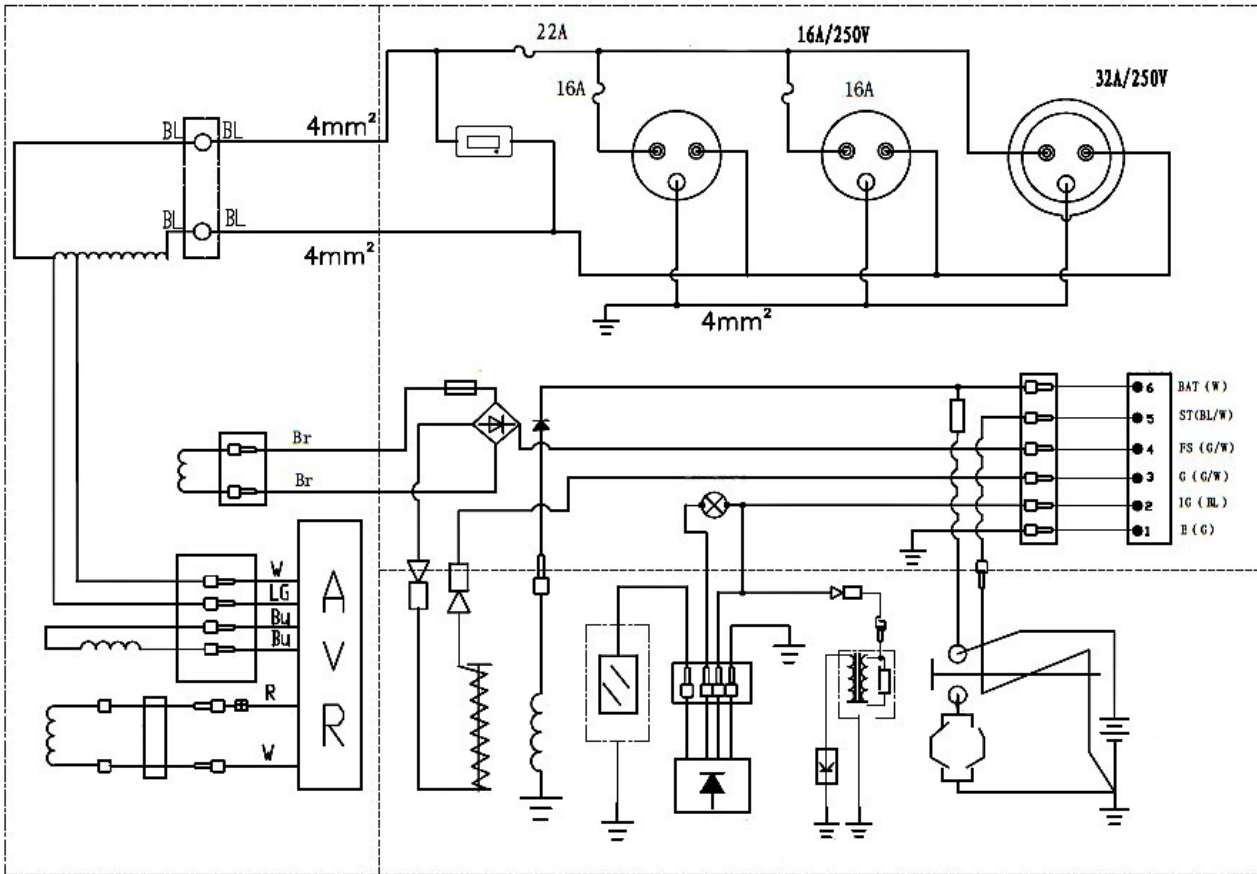 22A
16A/250V
16A
16A
32A/250V
BL
BL
4mm²
BL
BL
4mm²
4mm²
6 BAT (W)
5 ST(BL/W)
4 FS (G/W)
3 G (G/W)
2 IG (BL)
1 E (G)
Br
Br
W
LG
Bu
Bu
R
W
AVR